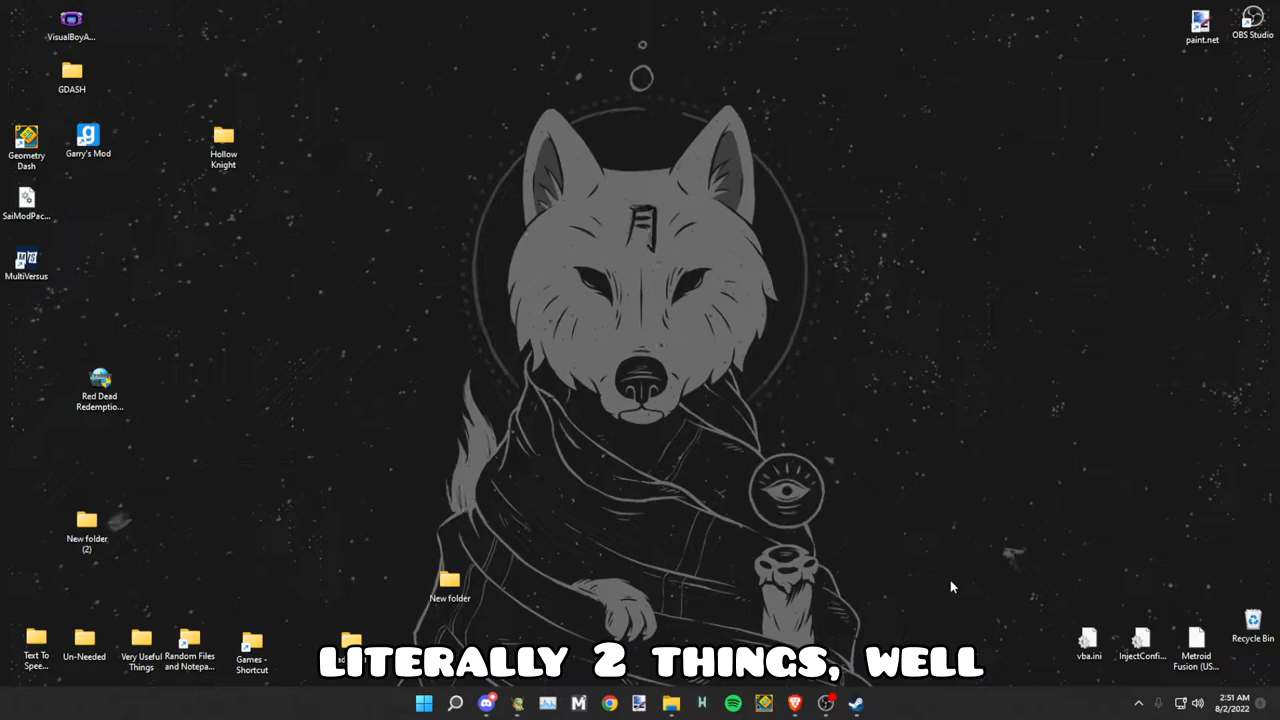 VisualBoyA...
GDASH
Geometry
Dash
Garry's Mod
Hollow
Knight
SaiModPac...
MultiVersus
Red Dead
Redemptio...
New folder
(2)
New folder
Text To
Spee...
Un-Needed
Very Useful
Things
Random Files
and Notepa...
Games -
Shortcut
paint.net
OBS Studio
月
vba.ini
InjectConfi...
Metroid
Fusion (US...
Recycle Bin
LITERALLY 2 THINGS, WELL
2:51 AM
8/2/2022